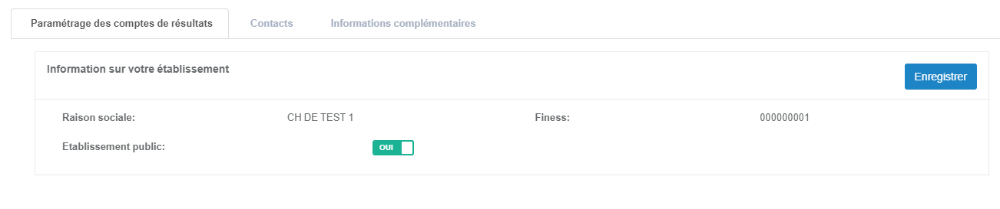 Paramétrage des comptes de résultats Contacts Informations complémentaires
Information sur votre établissement
Enregistrer
Raison sociale: CH DE TEST 1 Finess: 000000001
Etablissement public: OUI